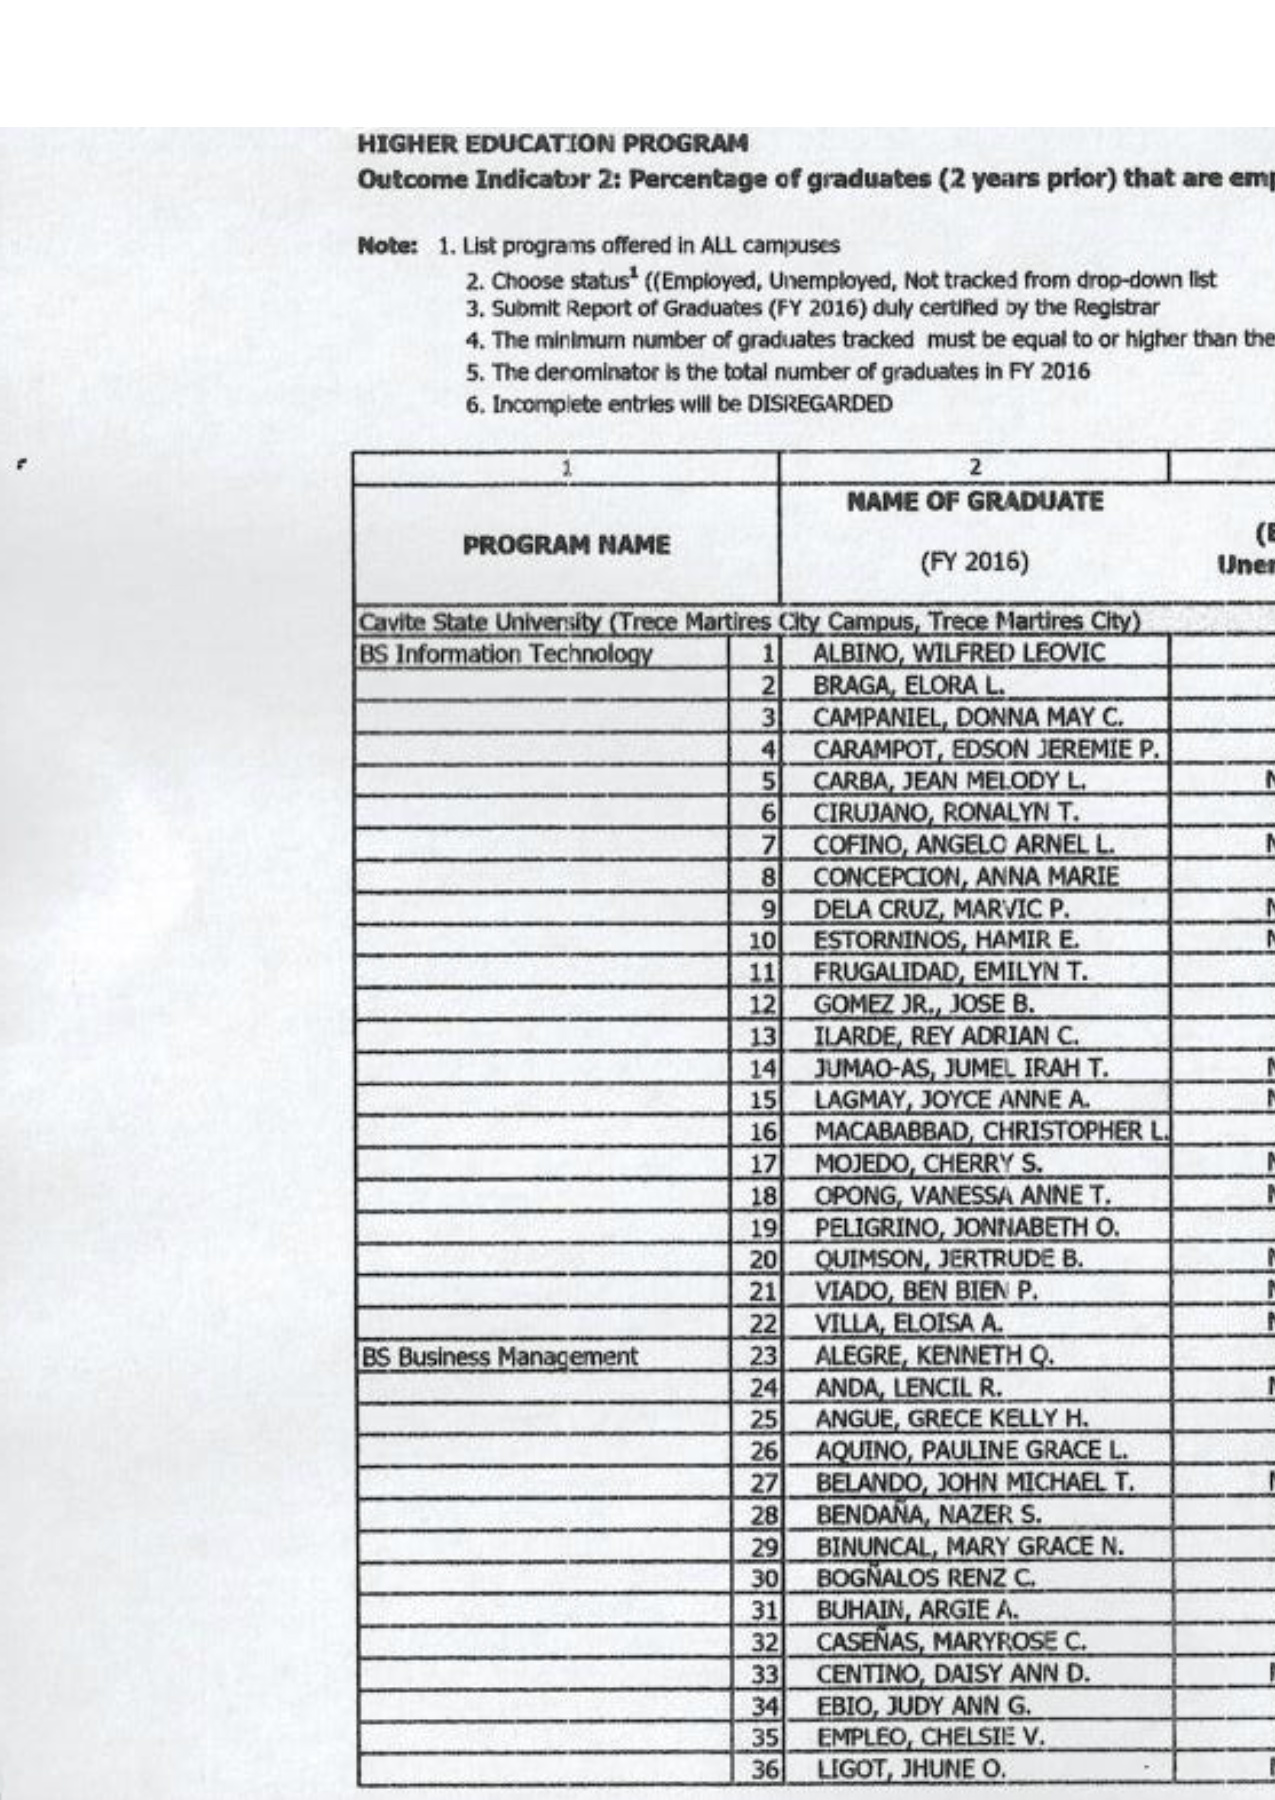 HIGHER EDUCATION PROGRAM
Outcome Indicator 2: Percentage of graduates (2 years prior) that are emp
Note: 1. List programs offered in ALL campuses
2. Choose status¹ ((Employed, Unemployed, Not tracked from drop-down list
3. Submit Report of Graduates (FY 2016) duly certified by the Registrar
4. The minimum number of graduates tracked must be equal to or higher than the
5. The denominator is the total number of graduates in FY 2016
6. Incomplete entries will be DISREGARDED
1 2
PROGRAM NAME NAME OF GRADUATE
(FY 2016)
(E
Uner
Cavite State University (Trece Martires City Campus, Trece Martires City)
BS Information Technology 1 ALBINO, WILFRED LEOVIC
2 BRAGA, ELORA L.
3 CAMPANIEL, DONNA MAY C.
4 CARAMPOT, EDSON JEREMIE P.
5 CARBA, JEAN MELODY L. N
6 CIRUJANO, RONALYN T.
7 COFINO, ANGELO ARNEL L. N
8 CONCEPCION, ANNA MARIE
9 DELA CRUZ, MARVIC P. N
10 ESTORNINOS, HAMIR E. N
11 FRUGALIDAD, EMILYN T.
12 GOMEZ JR., JOSE B.
13 ILARDE, REY ADRIAN C.
14 JUMAO-AS, JUMEL IRAH T. N
15 LAGMAY, JOYCE ANNE A. N
16 MACABABBAD, CHRISTOPHER L.
17 MOJEDO, CHERRY S. N
18 OPONG, VANESSA ANNE T. N
19 PELIGRINO, JONNABETH O.
20 QUIMSON, JERTRUDE B. N
21 VIADO, BEN BIEN P. N
22 VILLA, ELOISA A. N
BS Business Management 23 ALEGRE, KENNETH Q.
24 ANDA, LENCIL R. N
25 ANGUE, GRECE KELLY H.
26 AQUINO, PAULINE GRACE L.
27 BELANDO, JOHN MICHAEL T. N
28 BENDAÑA, NAZER S.
29 BINUNCAL, MARY GRACE N.
30 BOGÑALOS RENZ C.
31 BUHAIN, ARGIE A.
32 CASEÑAS, MARYROSE C.
33 CENTINO, DAISY ANN D.
34 EBIO, JUDY ANN G.
35 EMPLEO, CHELSIE V.
36 LIGOT, JHUNE O.